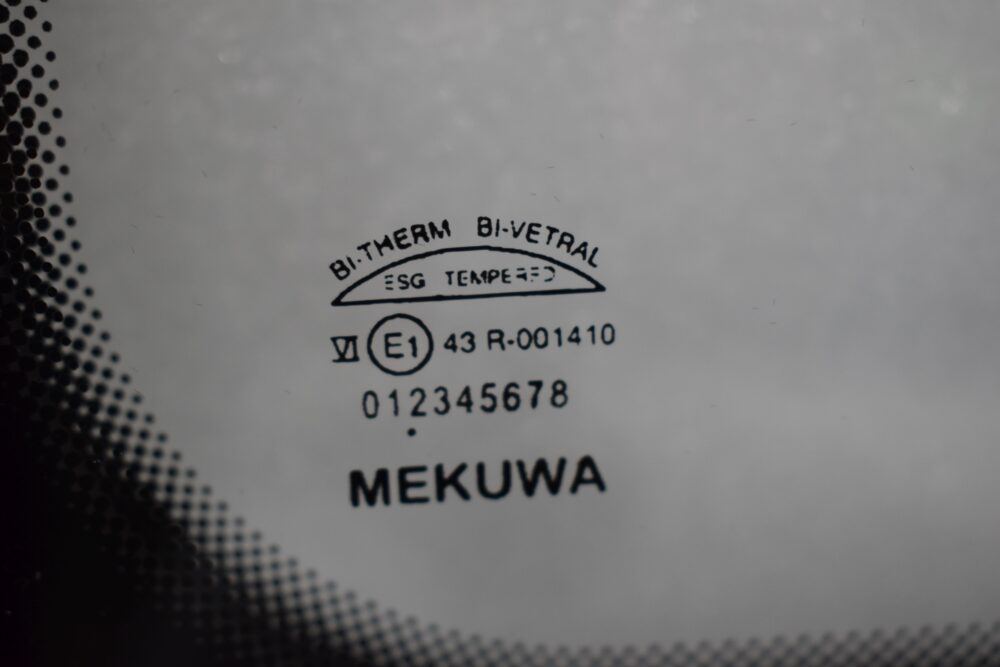 BI-THERM BI-VETRAL
ESG TEMPERED
VI E1 43 R-001410
012345678
MEKUWA